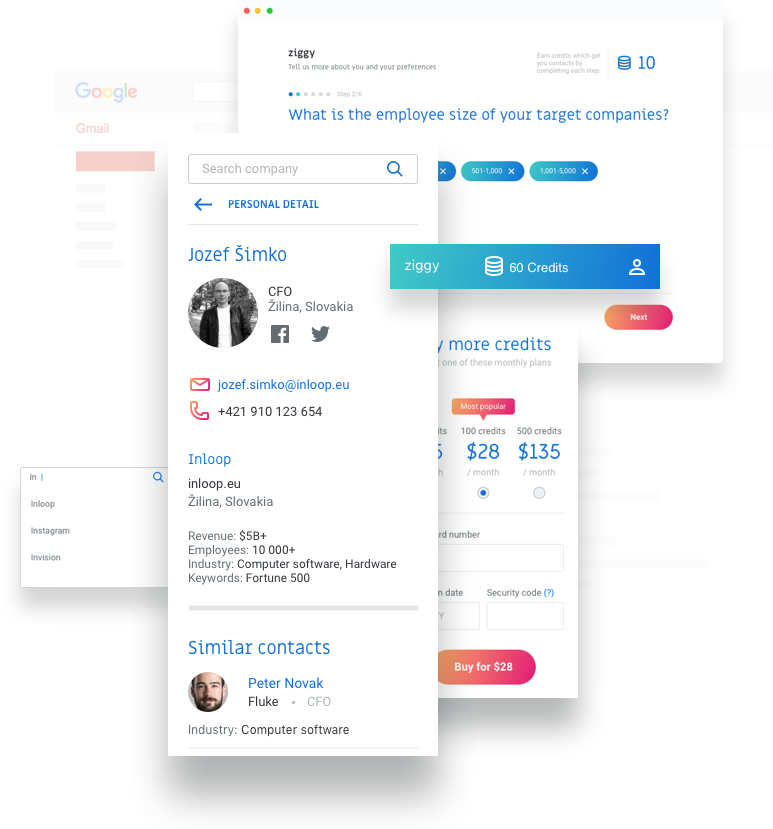 ziggy
Tell us more about you and your preferences
Earn credits which get
you contacts by
completing each step.
10
Step 2/6
What is the employee size of your target companies?
501-1,000
1,001-5,000
Next
Google
Gmail
Search company
PERSONAL DETAIL
Jozef Šimko
CFO
Žilina, Slovakia
jozef.simko@inloop.eu
+421 910 123 654
Inloop
inloop.eu
Žilina, Slovakia
Revenue: $5B+
Employees: 10 000+
Industry: Computer software, Hardware
Keywords: Fortune 500
Similar contacts
Peter Novak
Fluke • CFO
Industry: Computer software
ziggy 60 Credits
y more credits
one of these monthly plans
Most popular
100 credits 500 credits
$28 $135
/ month / month
rd number
n date Security code (?)
Buy for $28
In |
Inloop
Instagram
Invision